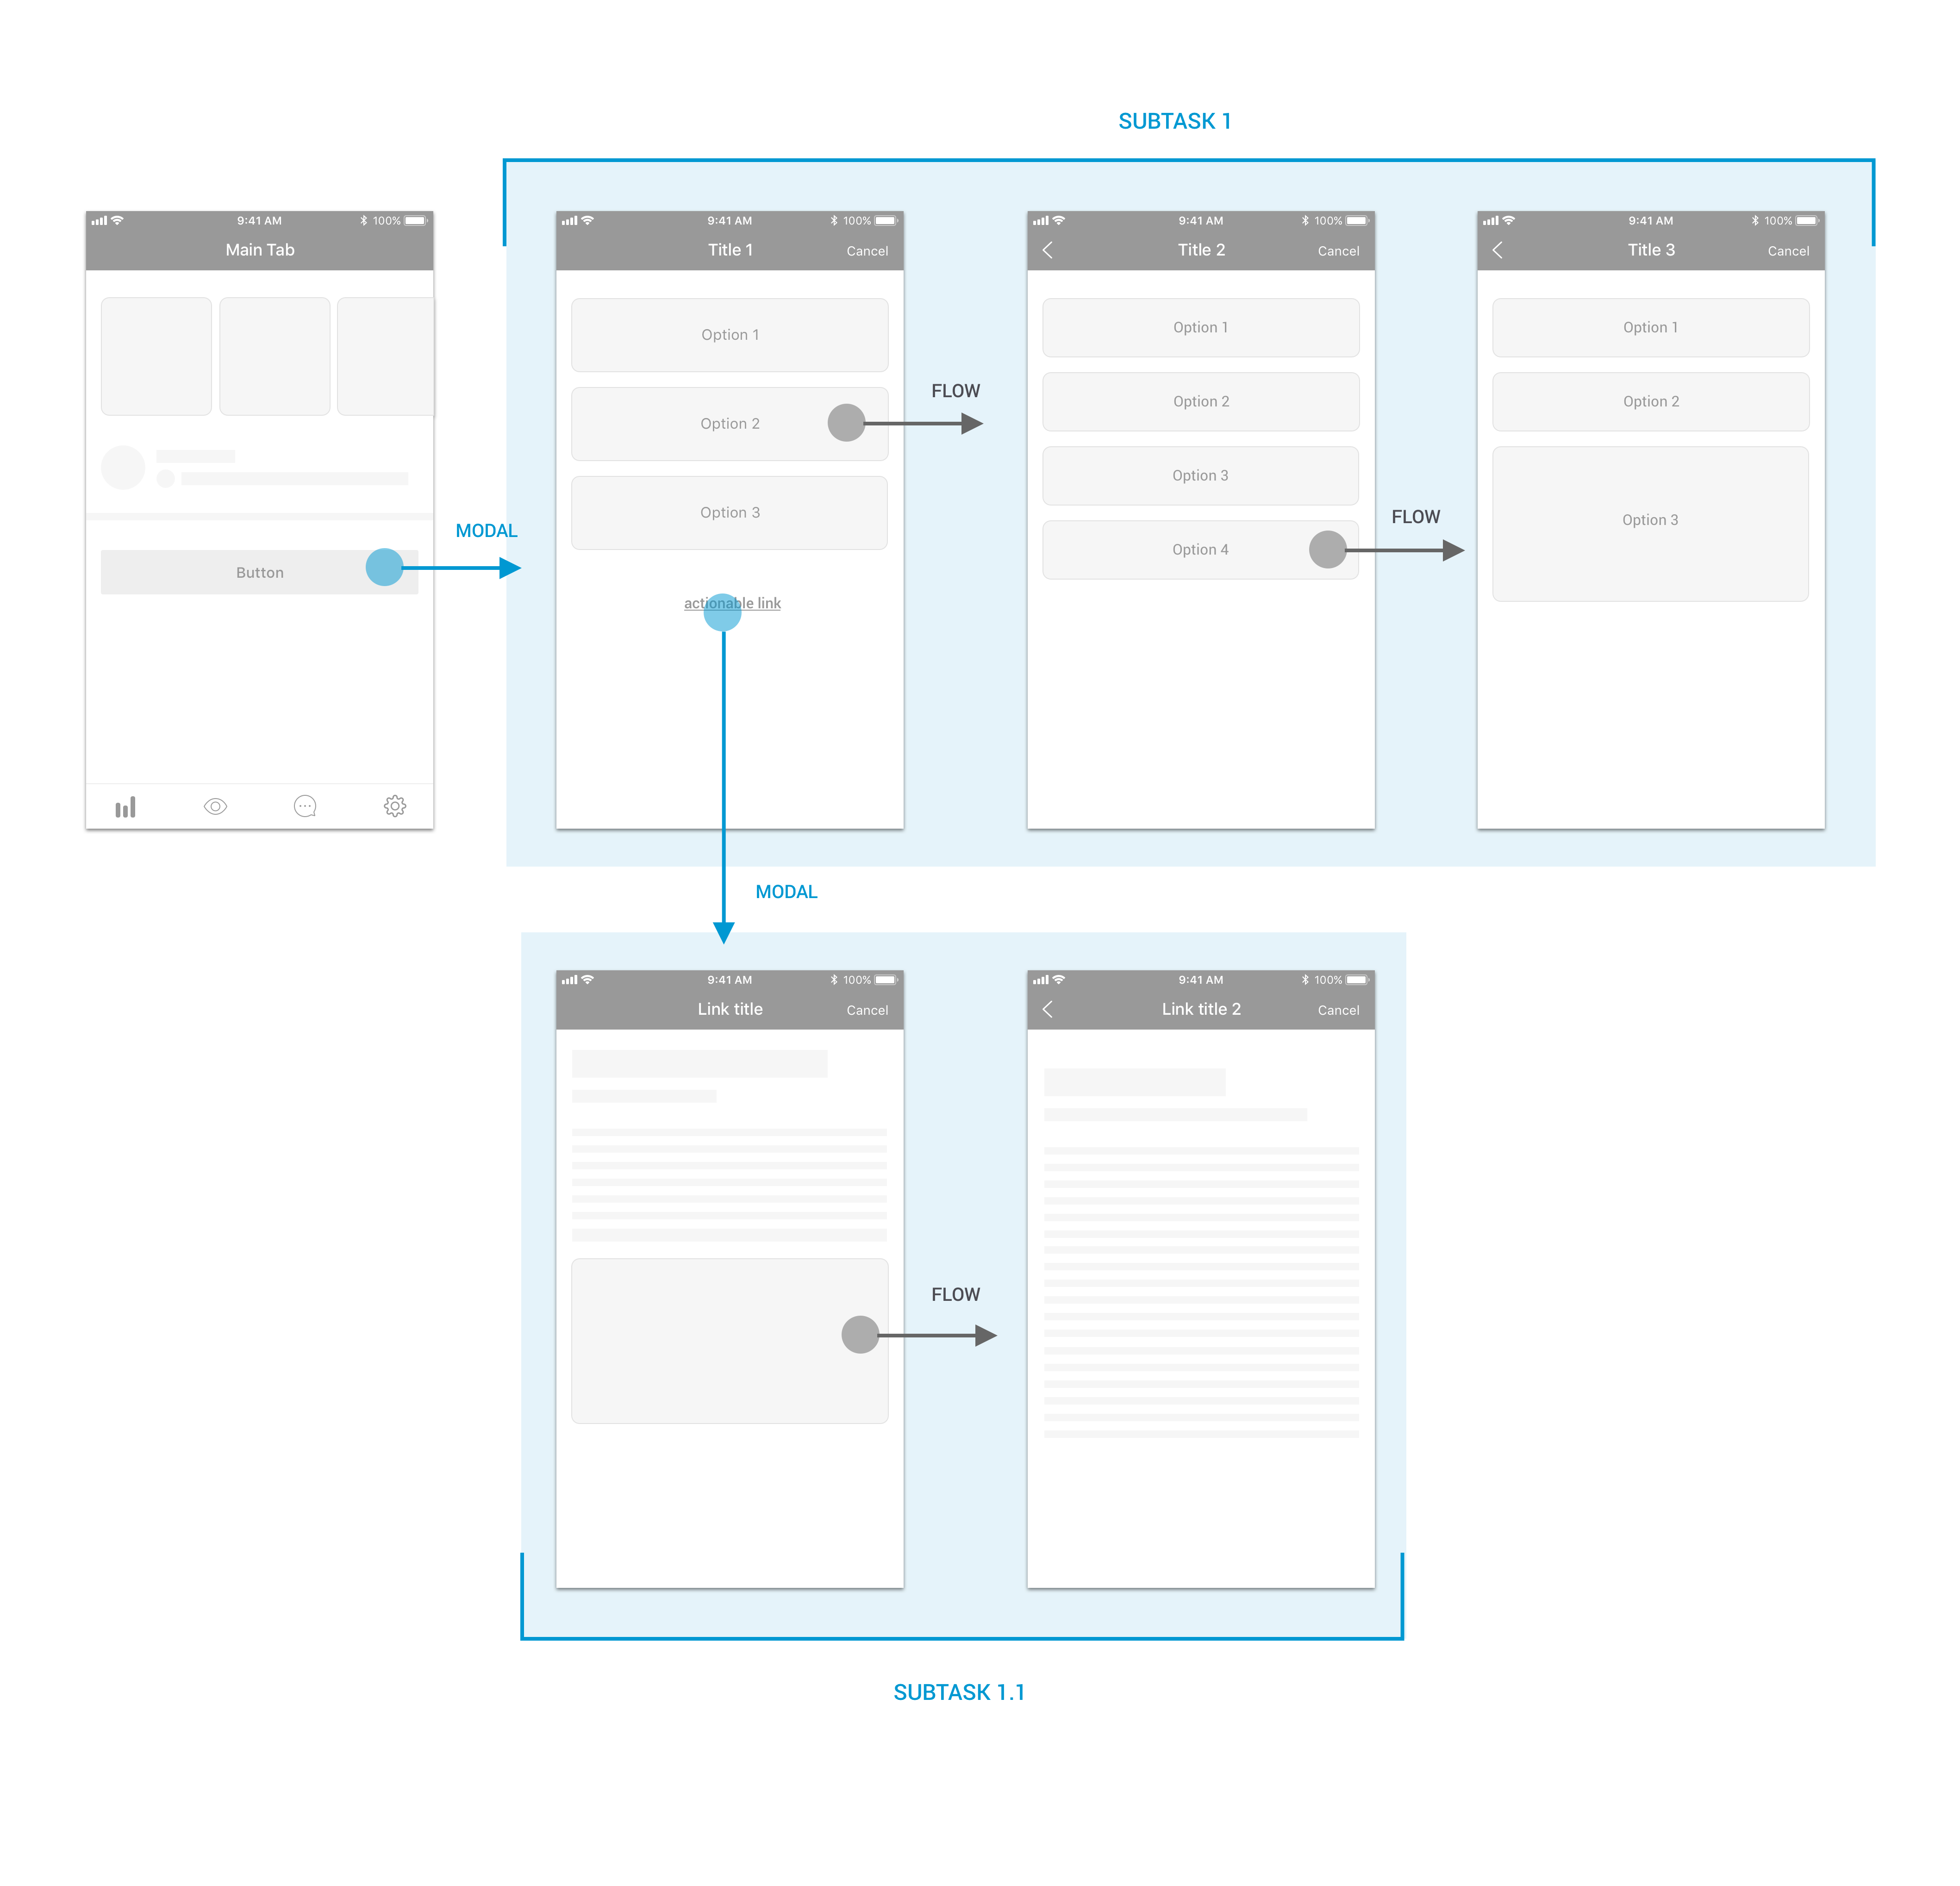 SUBTASK 1
9:41 AM
100%
Main Tab
Button
MODAL
9:41 AM
100%
Title 1
Cancel
Option 1
Option 2
Option 3
actionable link
FLOW
9:41 AM
100%
Title 2
Cancel
Option 1
Option 2
Option 3
Option 4
FLOW
9:41 AM
100%
Title 3
Cancel
Option 1
Option 2
Option 3
MODAL
9:41 AM
100%
Link title
Cancel
FLOW
9:41 AM
100%
Link title 2
Cancel
SUBTASK 1.1